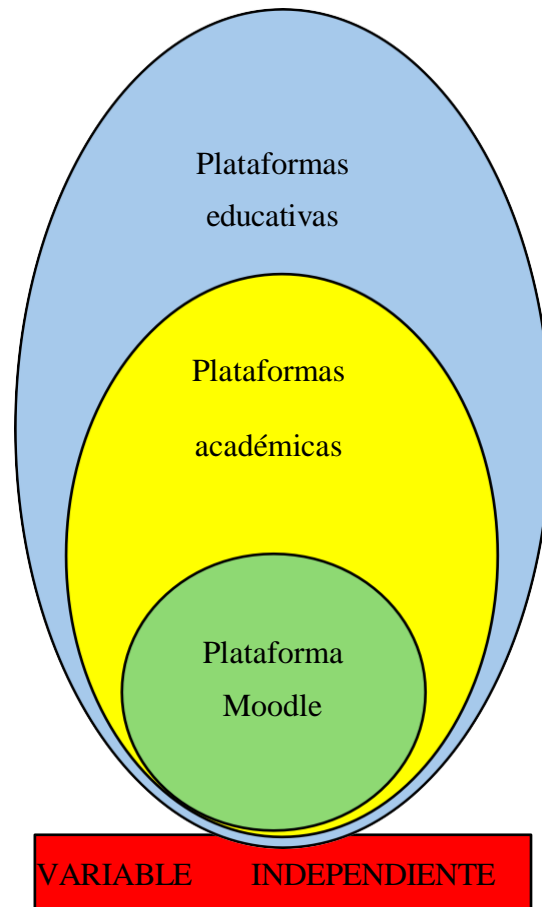 Plataformas
educativas
Plataformas
académicas
Plataforma
Moodle
VARIABLE INDEPENDIENTE